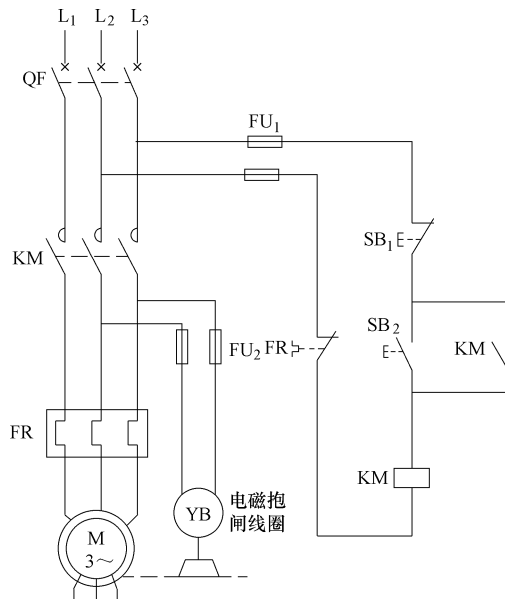 L₁ L₂ L₃
QF
FU₁
SB₁
KM
SB₂
FU₂ FR
KM
FR
KM
电磁抱
闸线圈
YB
M
3～